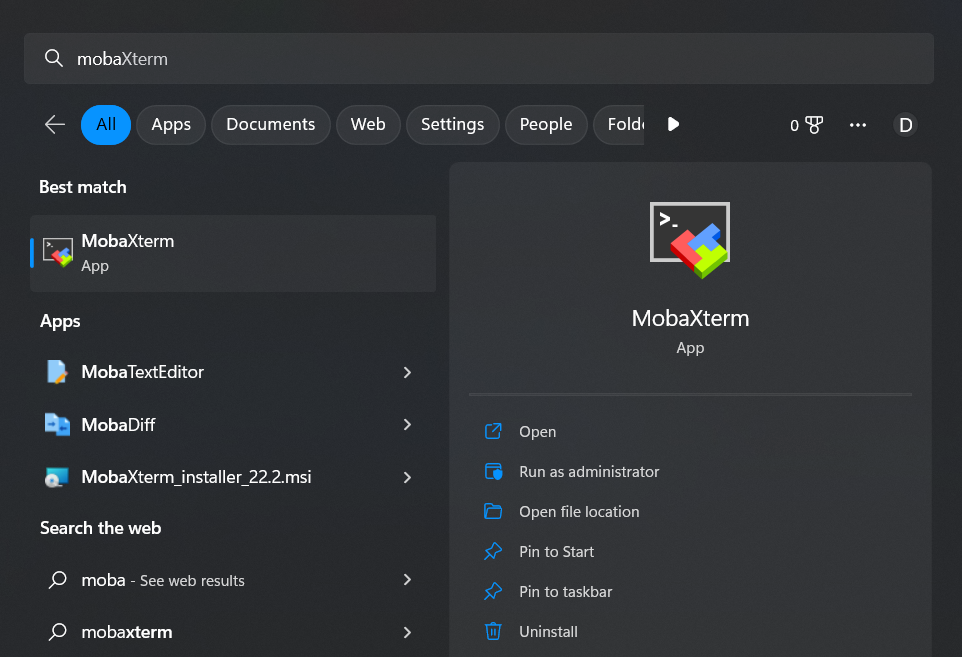 mobaXterm
All
Apps
Documents
Web
Settings
People
Folde
0
D
Best match
MobaXterm
App
Apps
MobaTextEditor
MobaDiff
MobaXterm_installer_22.2.msi
Search the web
moba - See web results
mobaxterm
>_
MobaXterm
App
Open
Run as administrator
Open file location
Pin to Start
Pin to taskbar
Uninstall